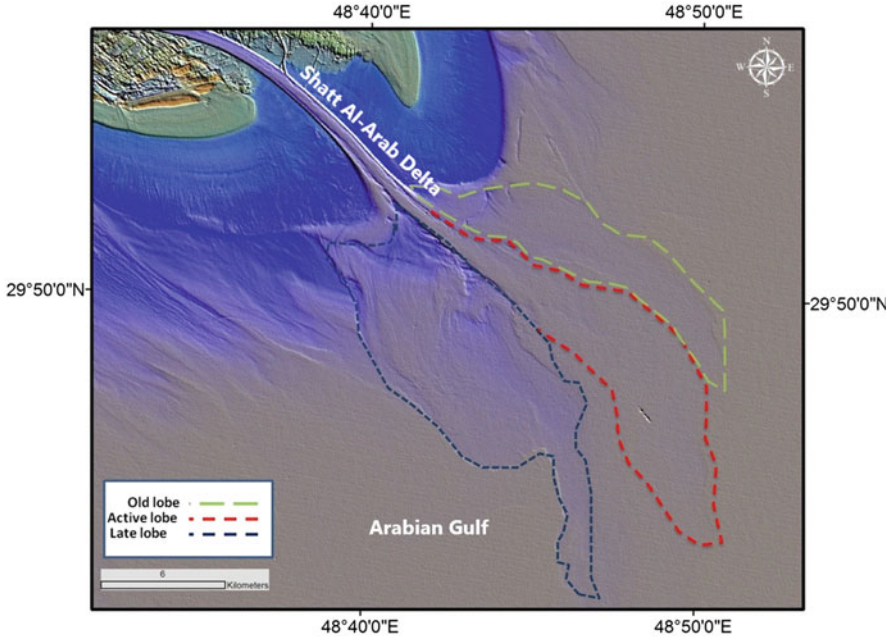 48°40'0"E
48°50'0"E
N
W
E
S
Shatt Al-Arab Delta
29°50'0"N
29°50'0"N
Old lobe
Active lobe
Late lobe
Arabian Gulf
6
Kilometers
48°40'0"E
48°50'0"E